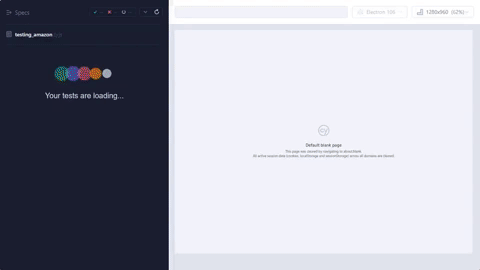 Specs
testing_amazon
Your tests are loading...
Electron
1280x960 (62%)
Default blank page
This page was cleared by navigating to about:blank.
All active session data (cookies, localStorage and sessionStorage) across all domains are cleared.